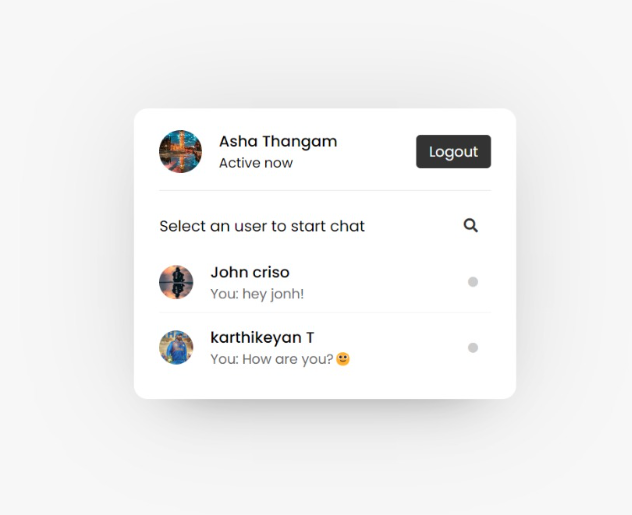 Asha Thangam
Active now
Logout
Select an user to start chat
John criso
You: hey jonh!
karthikeyan T
You: How are you?🙂